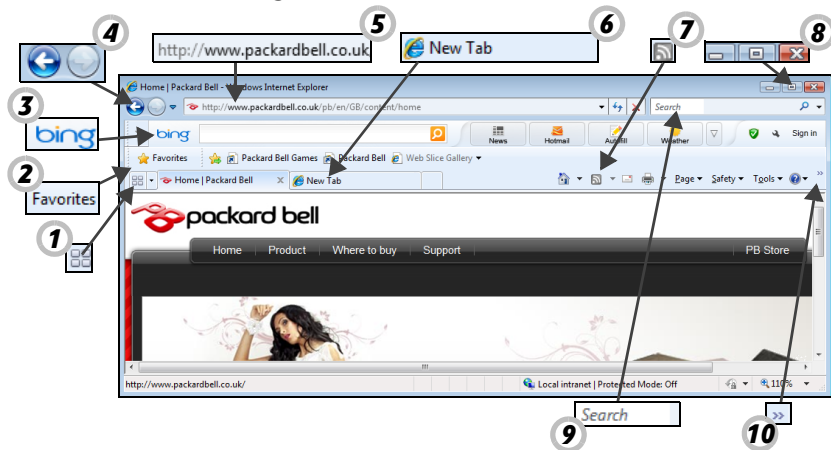 4
5
6
7
8
http://www.packardbell.co.uk
New Tab
Home | Packard Bell - Windows Internet Explorer
http://www.packardbell.co.uk/pb/en/GB/content/home
Search
3
bing
bing
News
Hotmail
Autofill
Weather
Sign in
Favorites
Packard Bell Games
Packard Bell
Web Slice Gallery
2
Favorites
Home | Packard Bell
New Tab
Page
Safety
Tools
»
1
packard bell
Home
Product
Where to buy
Support
PB Store
http://www.packardbell.co.uk/
Local intranet | Protected Mode: Off
110%
Search
»
9
10